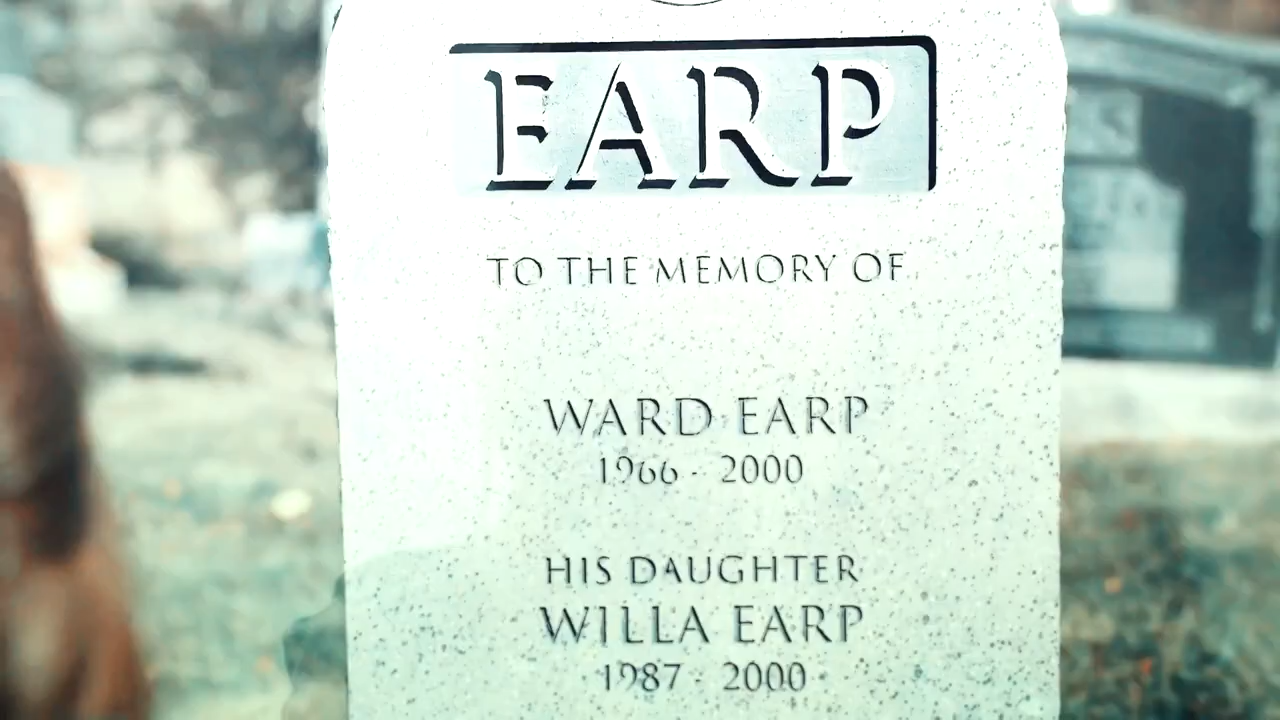 EARP
TO THE MEMORY OF
WARD EARP
1966 - 2000
HIS DAUGHTER
WILLA EARP
1987 - 2000